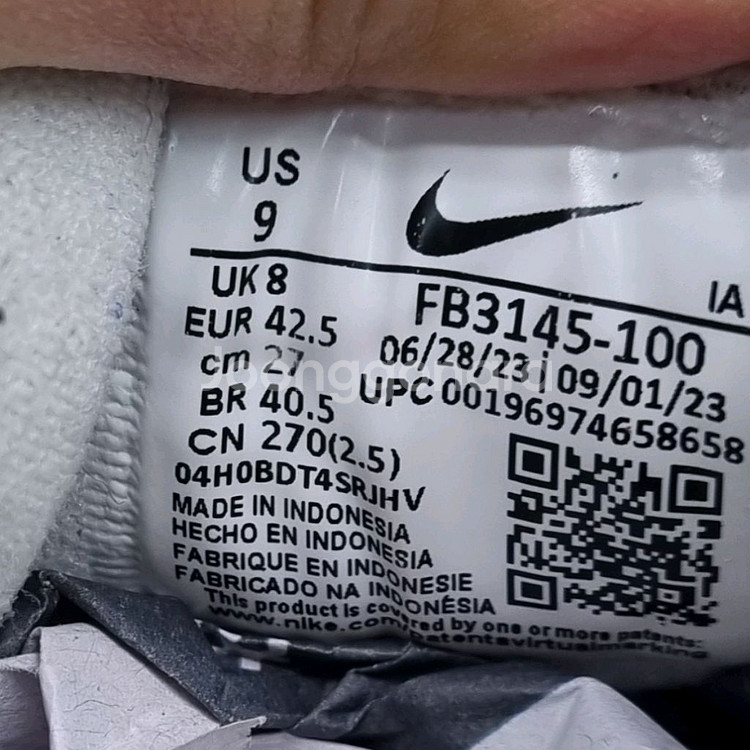 US
9
UK 8
EUR 42.5
cm 27
BR 40.5
CN 270(2.5)
04H0BDT4SRJHV
MADE IN INDONESIA
HECHO EN INDONESIA
FABRIQUE EN INDONESIE
FABRICADO NA INDONÉSIA
This product is covered by one or more patents:
www.nike.com/patentsvirtualmarking
IA
FB3145-100
06/28/23 | 09/01/23
UPC 00196974658658
Joonggonara